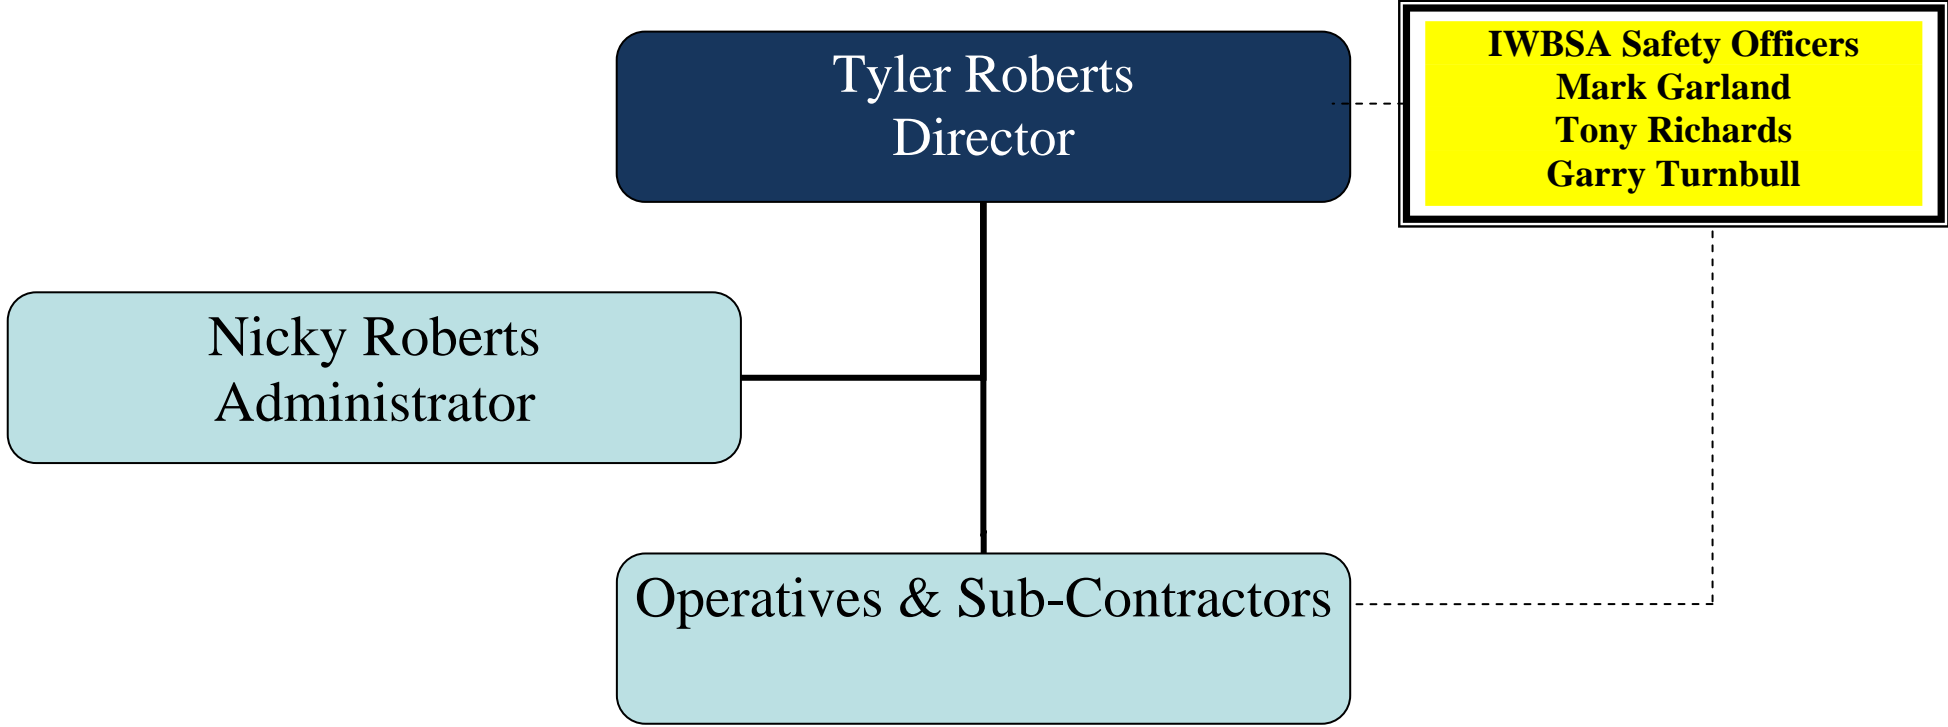 Tyler Roberts
Director
IWBSA Safety Officers
Mark Garland
Tony Richards
Garry Turnbull
Nicky Roberts
Administrator
Operatives & Sub-Contractors